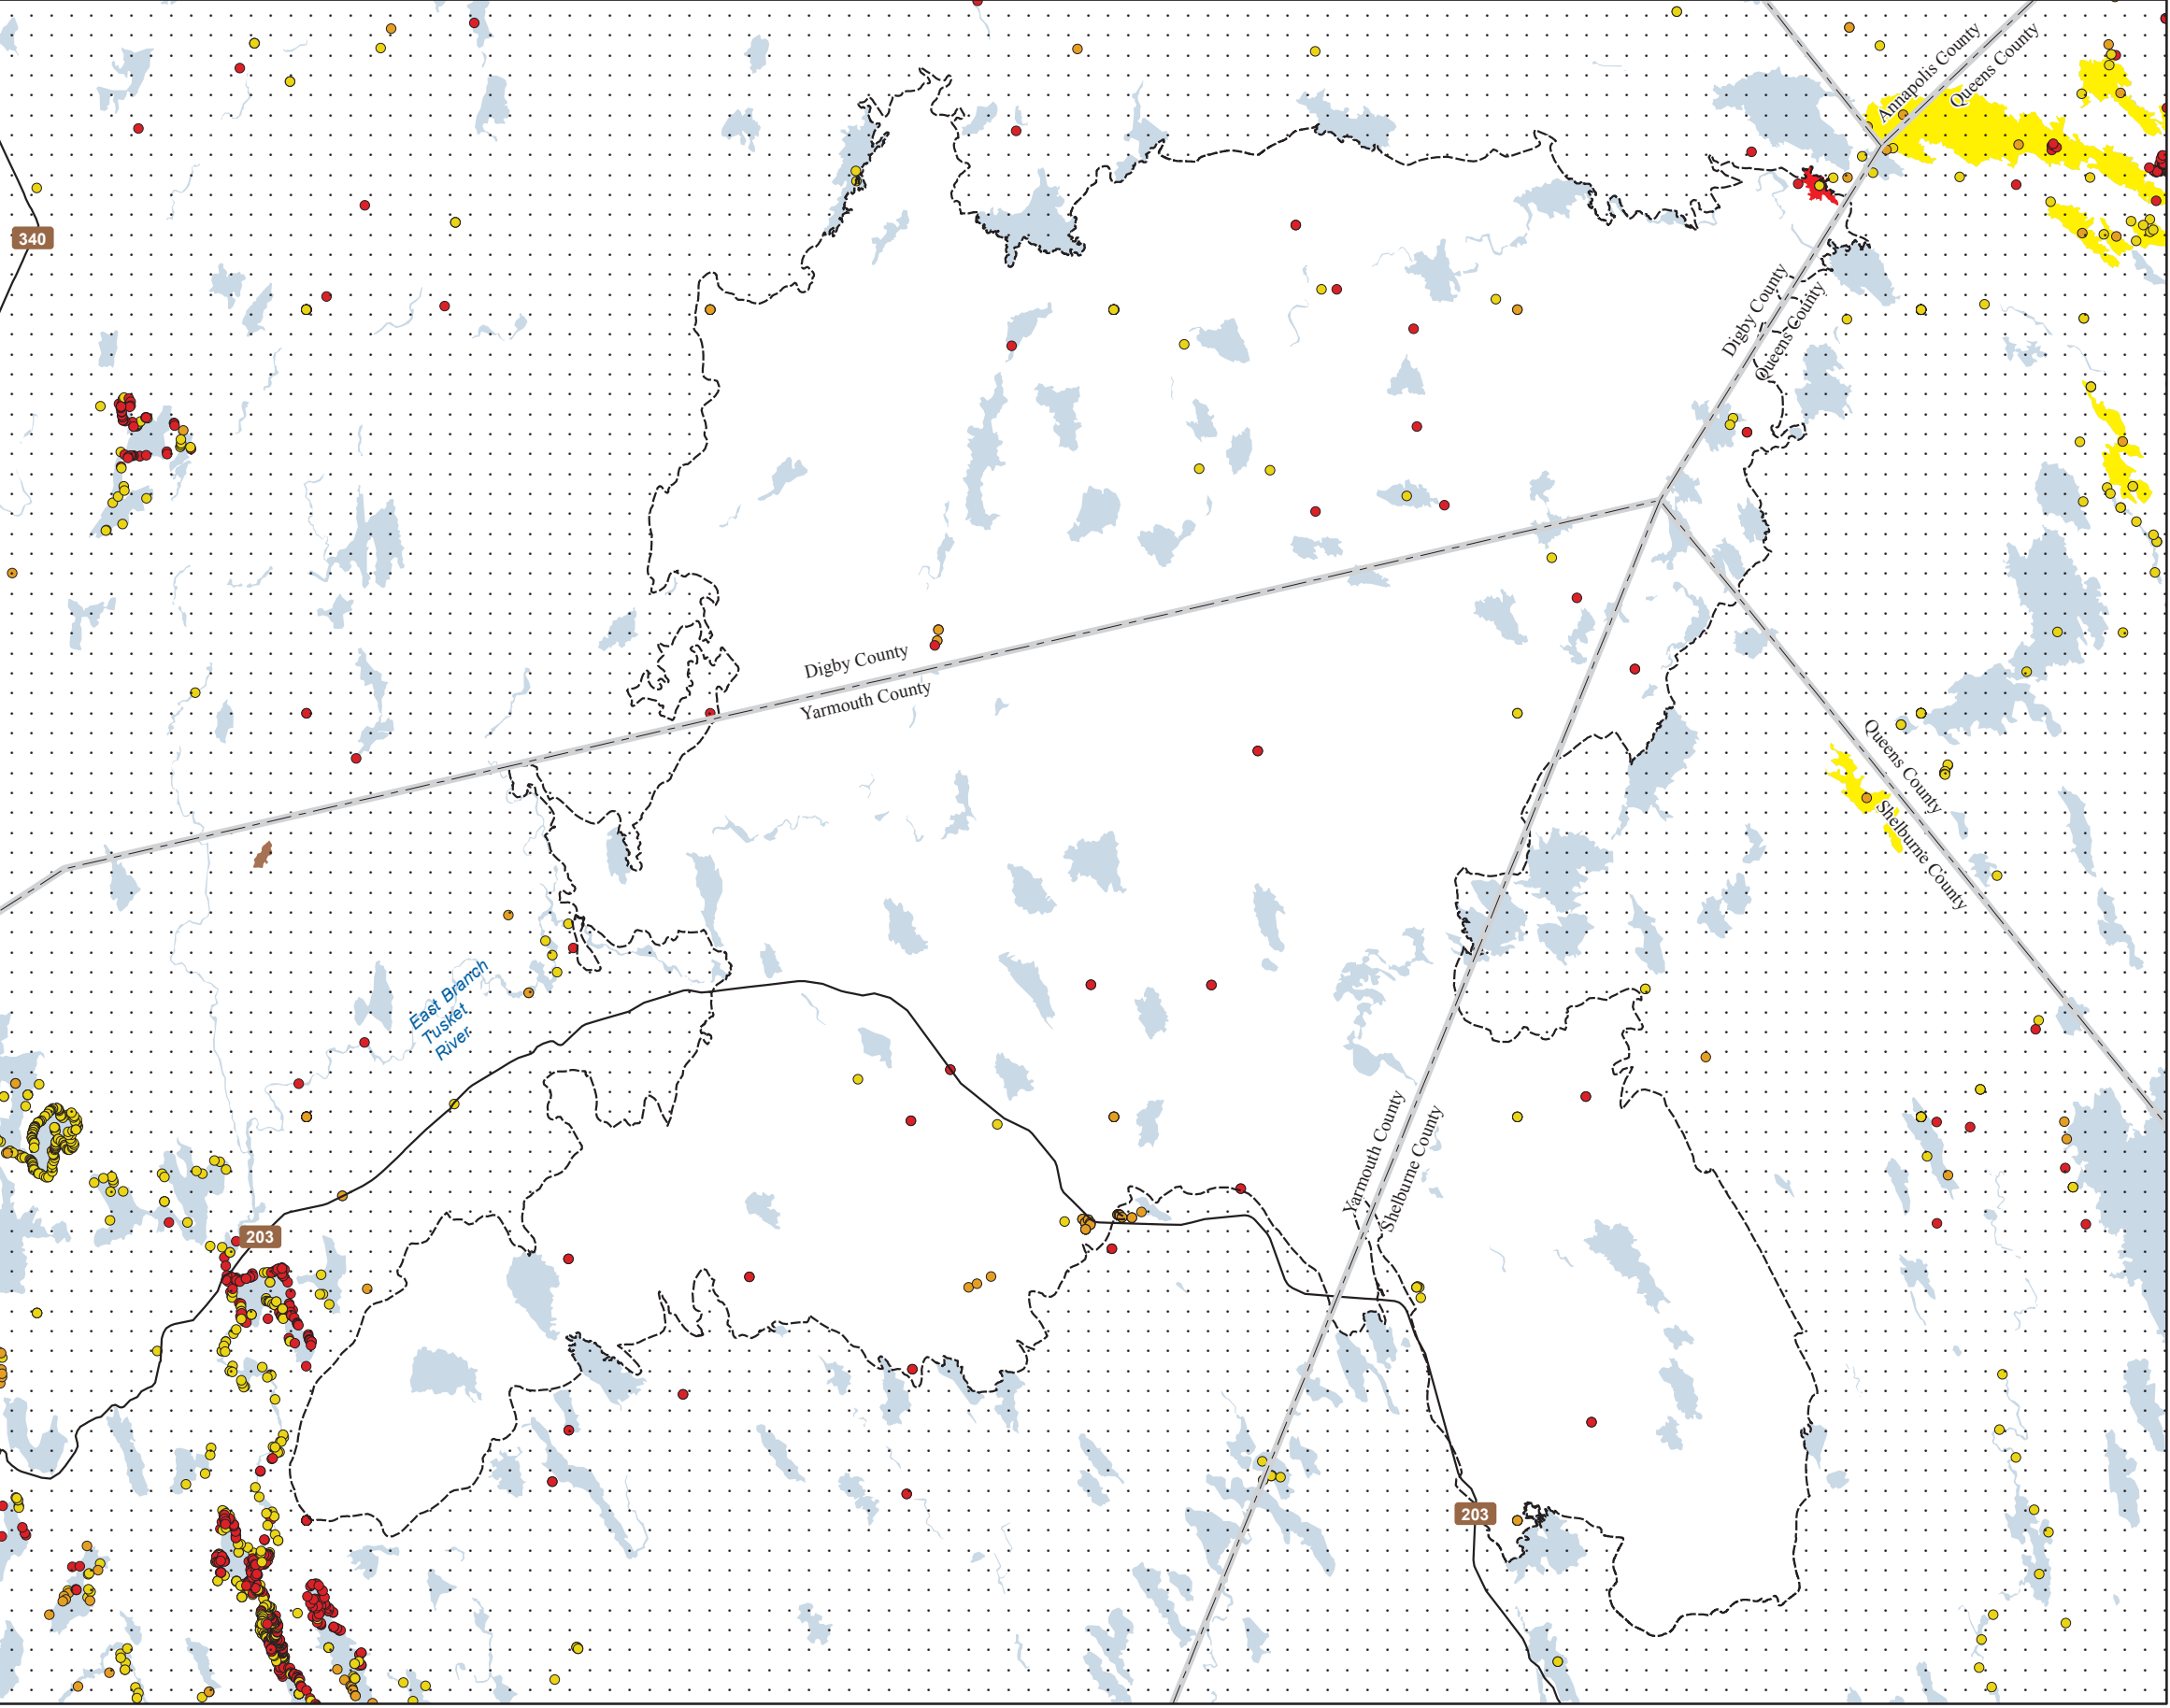 Annapolis County
Queens County
340
Digby County
Queens County
Digby County
Yarmouth County
Queens County
Shelburne County
East Branch
Tusket
River
Yarmouth County
Shelburne County
203
203